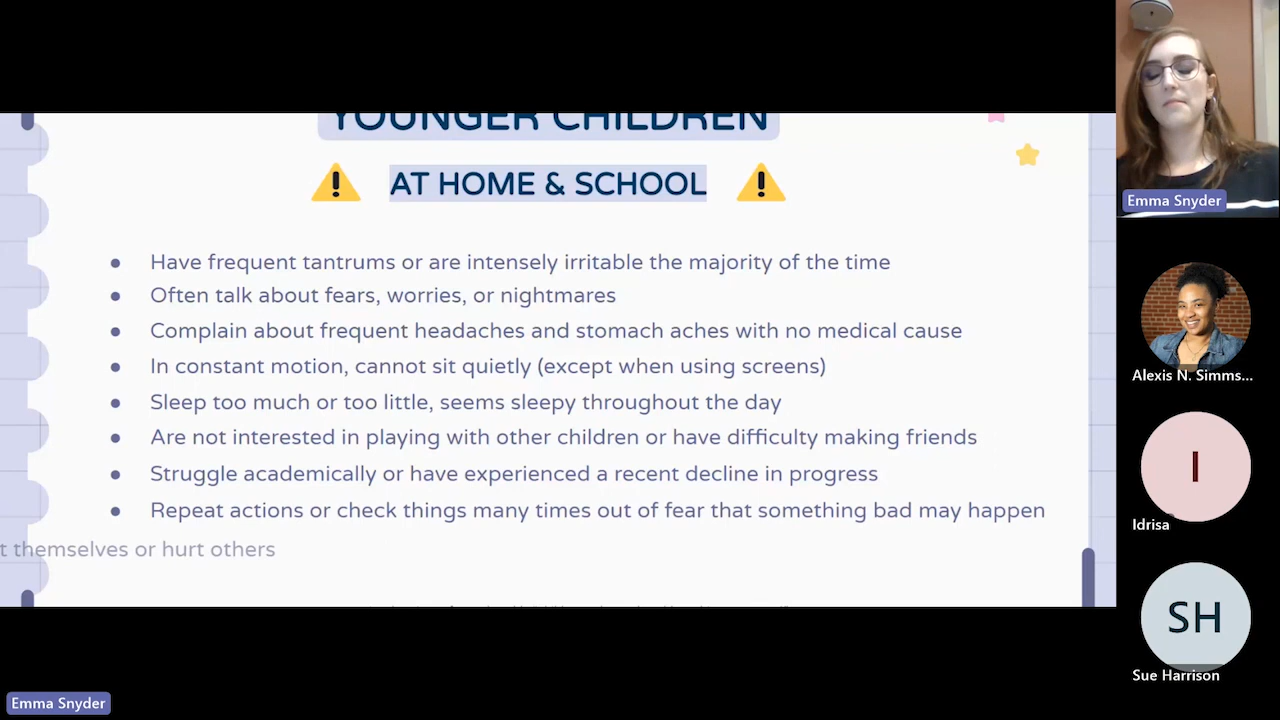 YOUNGER CHILDREN
AT HOME & SCHOOL
● Have frequent tantrums or are intensely irritable the majority of the time
● Often talk about fears, worries, or nightmares
● Complain about frequent headaches and stomach aches with no medical cause
● In constant motion, cannot sit quietly (except when using screens)
● Sleep too much or too little, seems sleepy throughout the day
● Are not interested in playing with other children or have difficulty making friends
● Struggle academically or have experienced a recent decline in progress
● Repeat actions or check things many times out of fear that something bad may happen
t themselves or hurt others
Emma Snyder
Alexis N. Simms...
I
Idrisa
SH
Sue Harrison
Emma Snyder